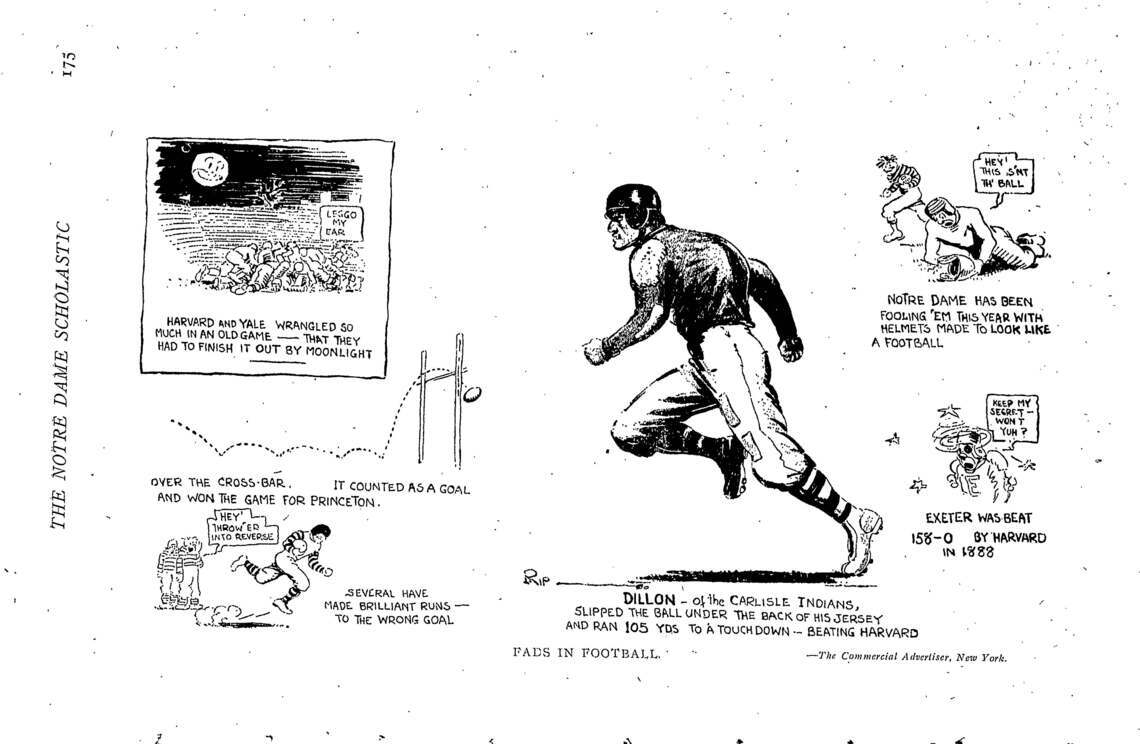 175
THE NOTRE DAME SCHOLASTIC
LEGGO
MY
EAR
HARVARD AND YALE WRANGLED SO
MUCH IN AN OLD GAME — THAT THEY
HAD TO FINISH IT OUT BY MOONLIGHT
OVER THE CROSS-BAR. IT COUNTED AS A GOAL
AND WON THE GAME FOR PRINCETON.
HEY!
THROW 'ER
INTO REVERSE
SEVERAL HAVE
MADE BRILLIANT RUNS —
TO THE WRONG GOAL
RIP
DILLON – of the CARLISLE INDIANS,
SLIPPED THE BALL UNDER THE BACK OF HIS JERSEY
AND RAN 105 YDS TO A TOUCHDOWN -- BEATING HARVARD
HEY!
THIS ISNT
TH' BALL
NOTRE DAME HAS BEEN
FOOLING 'EM THIS YEAR WITH
HELMETS MADE TO LOOK LIKE
A FOOTBALL
KEEP MY
SECRET –
WON'T
YUH?
E
EXETER WAS BEAT
158-0 BY HARVARD
IN 1888
FADS IN FOOTBALL.
—The Commercial Advertiser, New York.